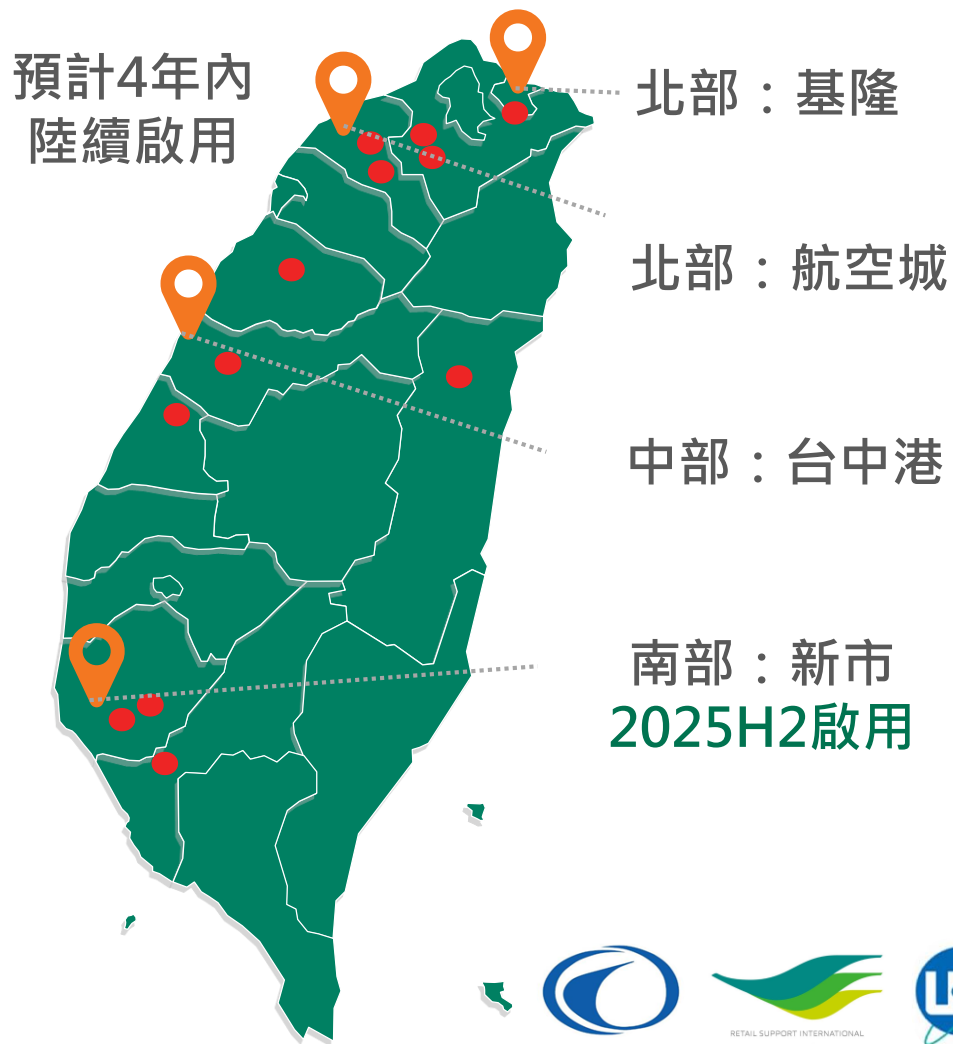 預計4年內
陸續啟用
北部：基隆
北部：航空城
中部：台中港
南部：新市
2025H2啟用
RETAIL SUPPORT INTERNATIONAL